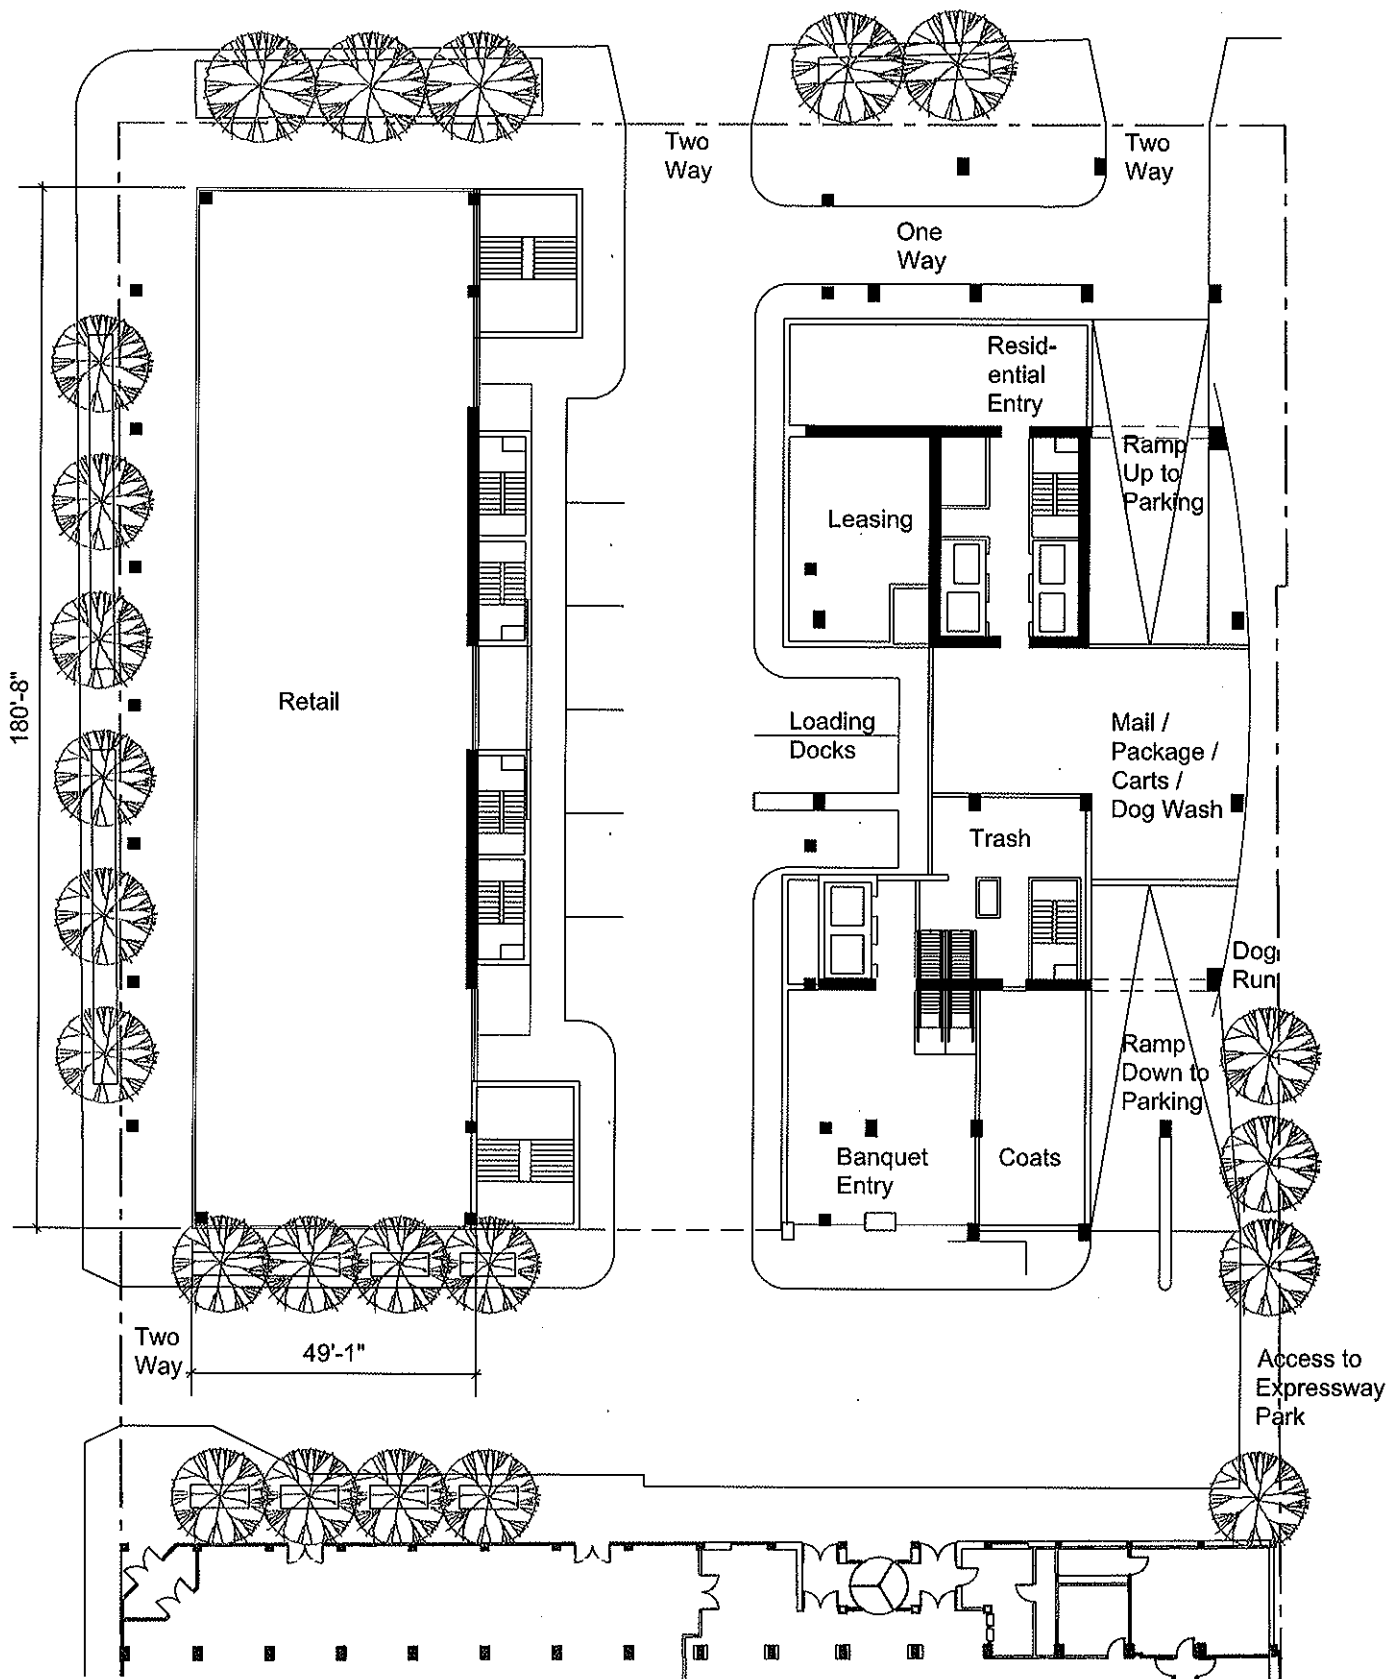 Two
Way
Two
Way
One
Way
Resid-
ential
Entry
Ramp
Up to
Parking
Leasing
180'-8"
Retail
Loading
Docks
Mail /
Package /
Carts /
Dog Wash
Trash
Dog
Run
Ramp
Down to
Parking
Banquet
Entry
Coats
Two
Way
49'-1"
Access to
Expressway
Park